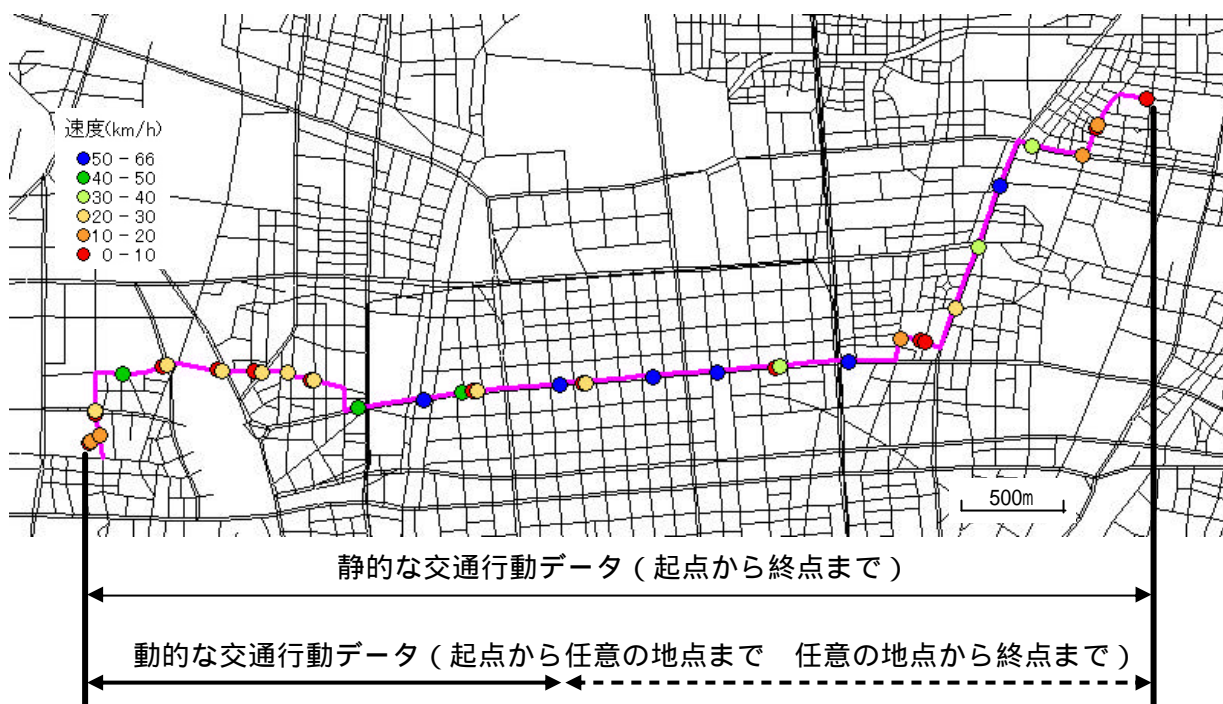 速度(km/h)
50-66
40-50
30-40
20-30
10-20
0-10
500m
静的な交通行動データ(起点から終点まで)
動的な交通行動データ(起点から任意の地点まで　任意の地点から終点まで)